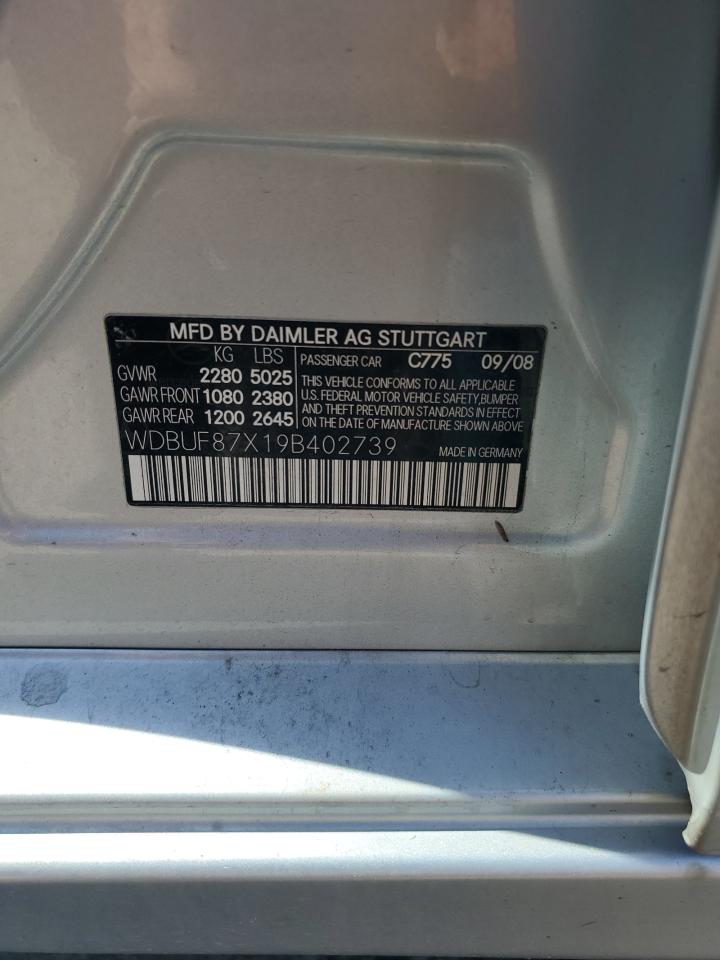 MFD BY DAIMLER AG STUTTGART
KG LBS PASSENGER CAR C775 09/08
GVWR 2280 5025 THIS VEHICLE CONFORMS TO ALL APPLICABLE
GAWR FRONT 1080 2380 U.S. FEDERAL MOTOR VEHICLE SAFETY,BUMPER
GAWR REAR 1200 2645 AND THEFT PREVENTION STANDARDS IN EFFECT
ON THE DATE OF MANUFACTURE SHOWN ABOVE.
WDBUF87X19B402739 MADE IN GERMANY